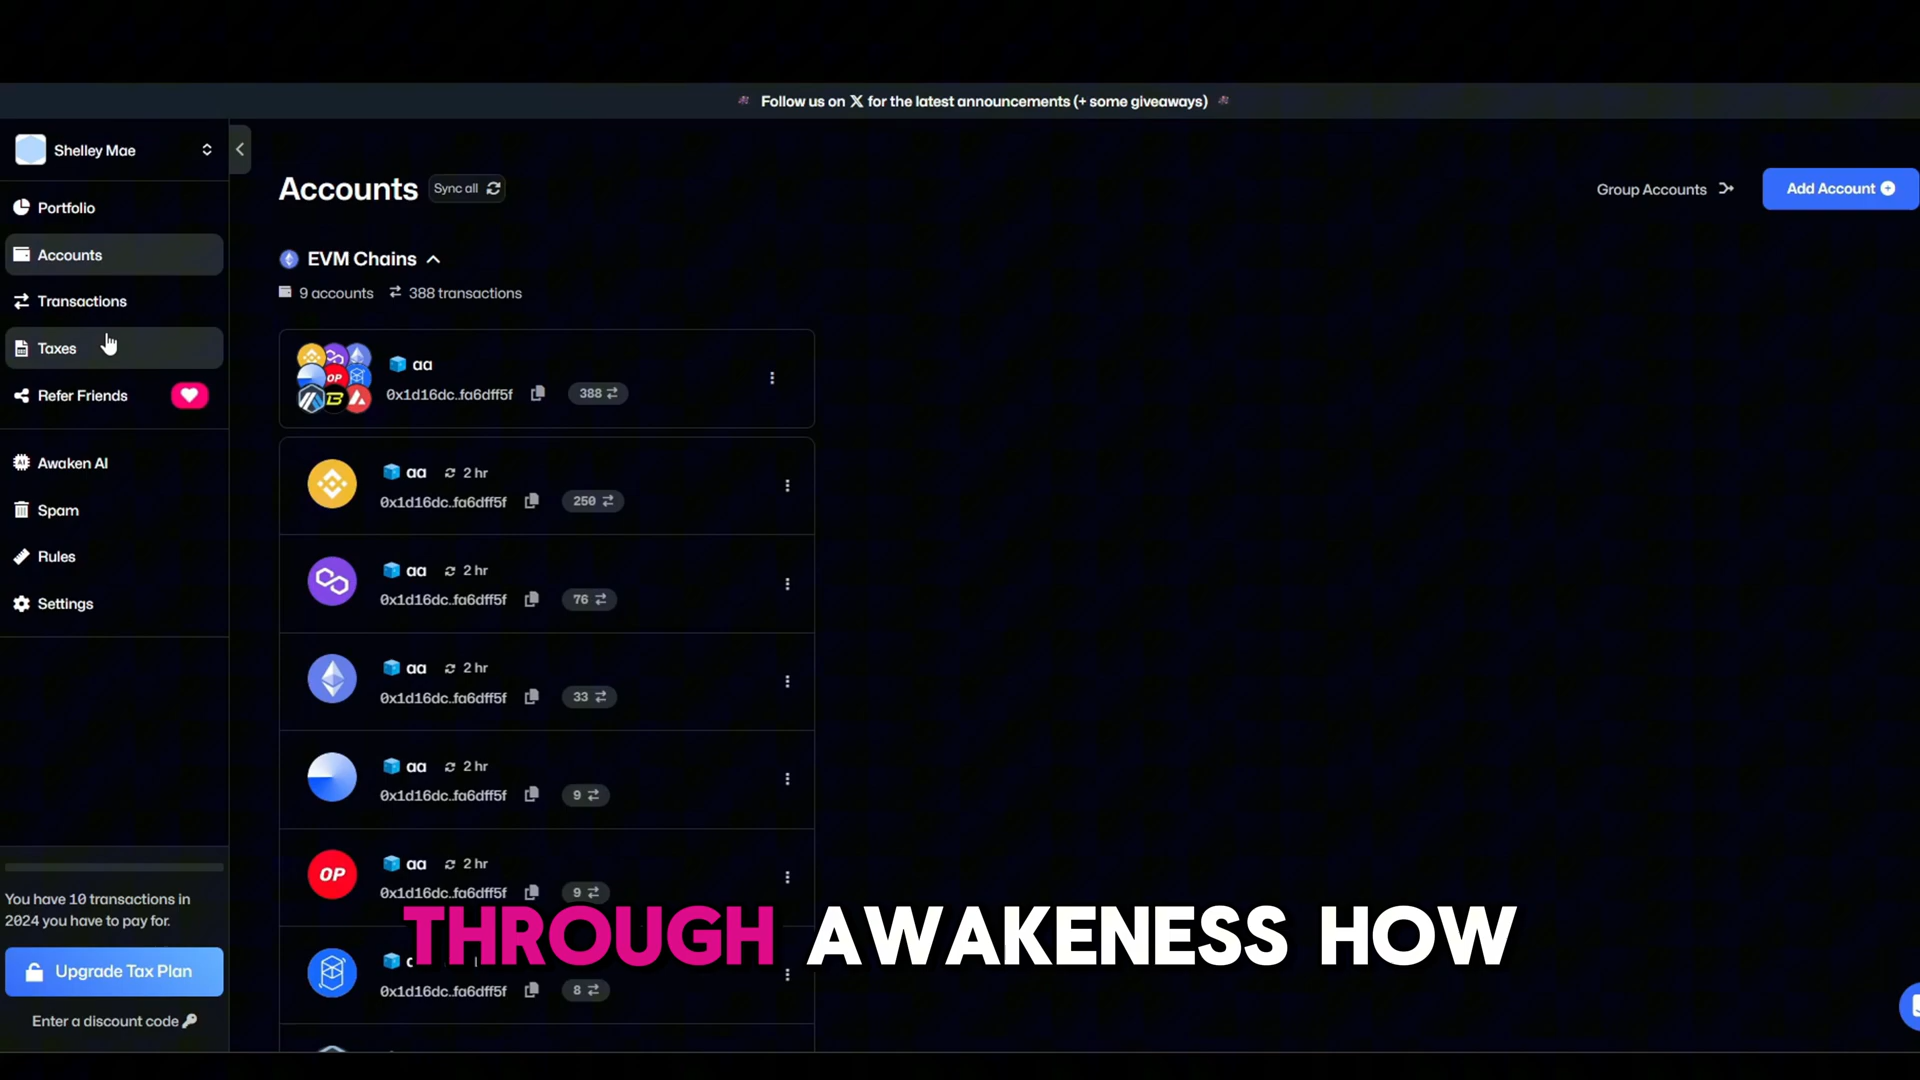 Follow us on X for the latest announcements (+ some giveaways)
Shelley Mae
Portfolio
Accounts
Transactions
Taxes
Refer Friends
Awaken AI
Spam
Rules
Settings
You have 10 transactions in
2024 you have to pay for.
Upgrade Tax Plan
Enter a discount code
Accounts Sync all
Group Accounts
Add Account
EVM Chains
9 accounts 388 transactions
aa
0x1d16dc..fa6dff5f 388
aa 2 hr
0x1d16dc..fa6dff5f 250
aa 2 hr
0x1d16dc..fa6dff5f 76
aa 2 hr
0x1d16dc..fa6dff5f 33
aa 2 hr
0x1d16dc..fa6dff5f 9
aa 2 hr
OP
0x1d16dc..fa6dff5f 9
THROUGH AWAKENESS HOW
0x1d16dc..fa6dff5f 8